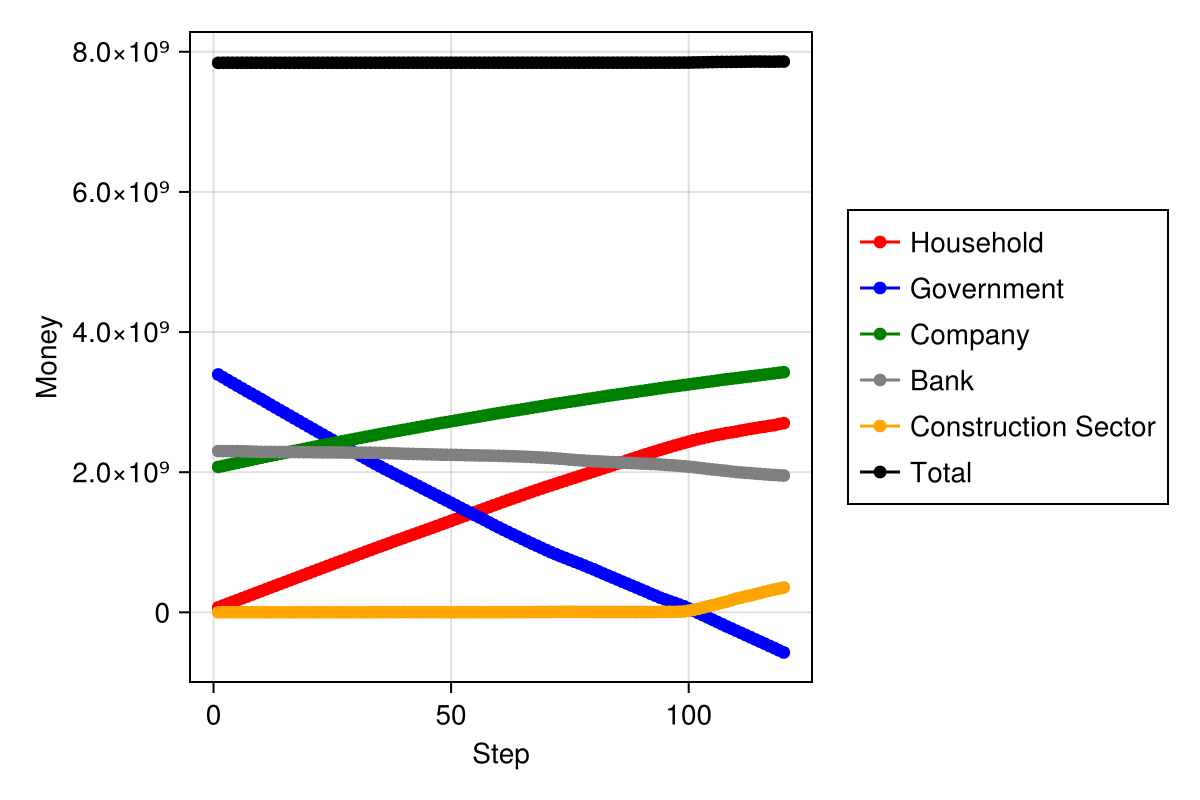 8.0×10⁹
6.0×10⁹
4.0×10⁹
2.0×10⁹
0
Money
0
50
100
Step
Household
Government
Company
Bank
Construction Sector
Total